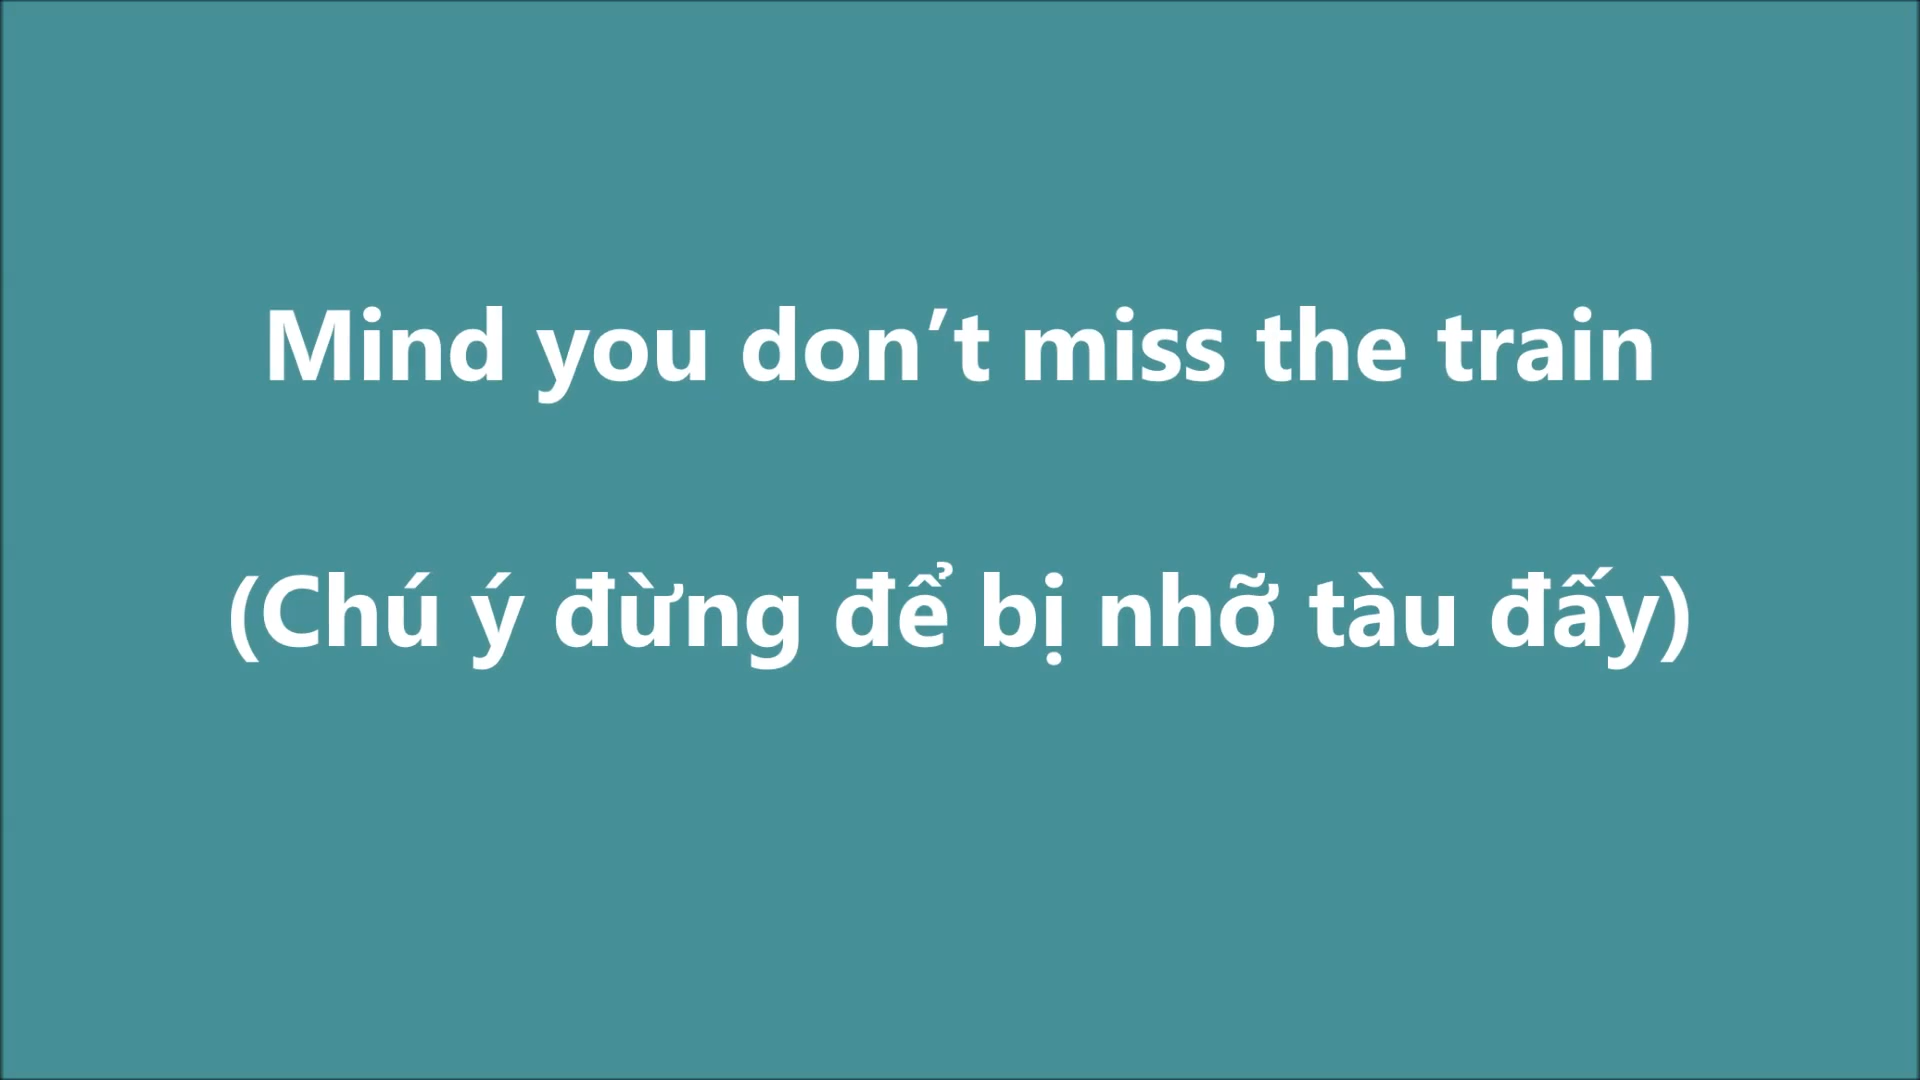 Mind you don’t miss the train
(Chú ý đừng để bị nhỡ tàu đấy)